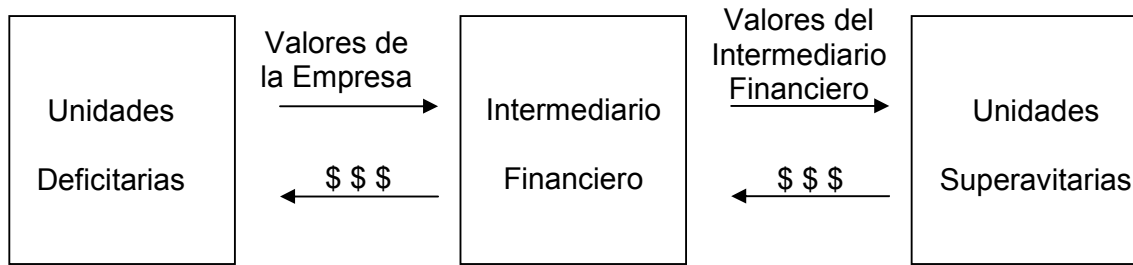 Unidades
Deficitarias
Valores de
la Empresa
$ $ $
Intermediario
Financiero
Valores del
Intermediario
Financiero
$ $ $
Unidades
Superavitarias